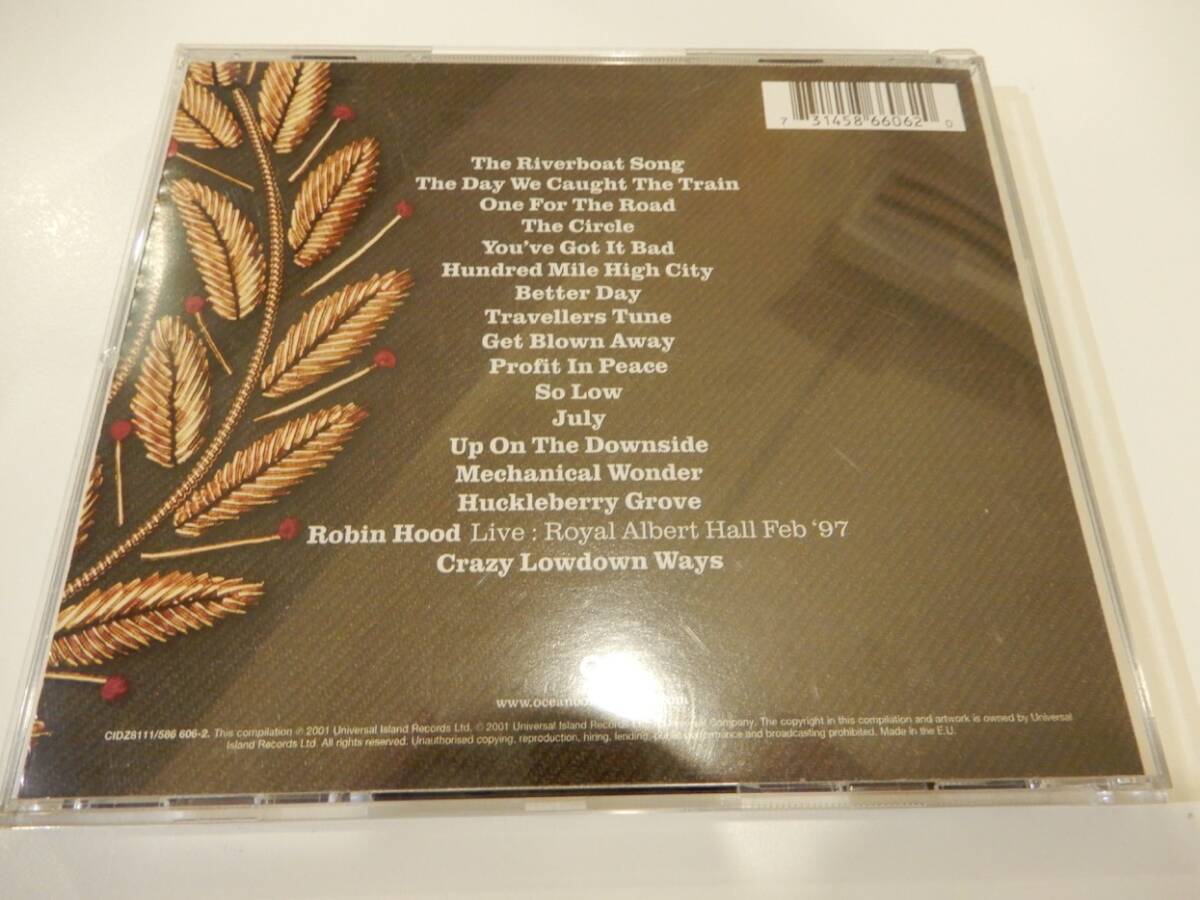 7 31458 66062 0
The Riverboat Song
The Day We Caught The Train
One For The Road
The Circle
You've Got It Bad
Hundred Mile High City
Better Day
Travellers Tune
Get Blown Away
Profit In Peace
So Low
July
Up On The Downside
Mechanical Wonder
Huckleberry Grove
Robin Hood Live : Royal Albert Hall Feb ‘97
Crazy Lowdown Ways
CIDZ8111/586 606-2. This compilation ℗ 2001 Universal Island Records Ltd. © 2001 Universal Island Records Company. The copyright in this compilation and artwork is owned by Universal
Island Records Ltd. All rights reserved. Unauthorised copying, reproduction, hiring, lending, public performance and broadcasting prohibited. Made in the E.U.